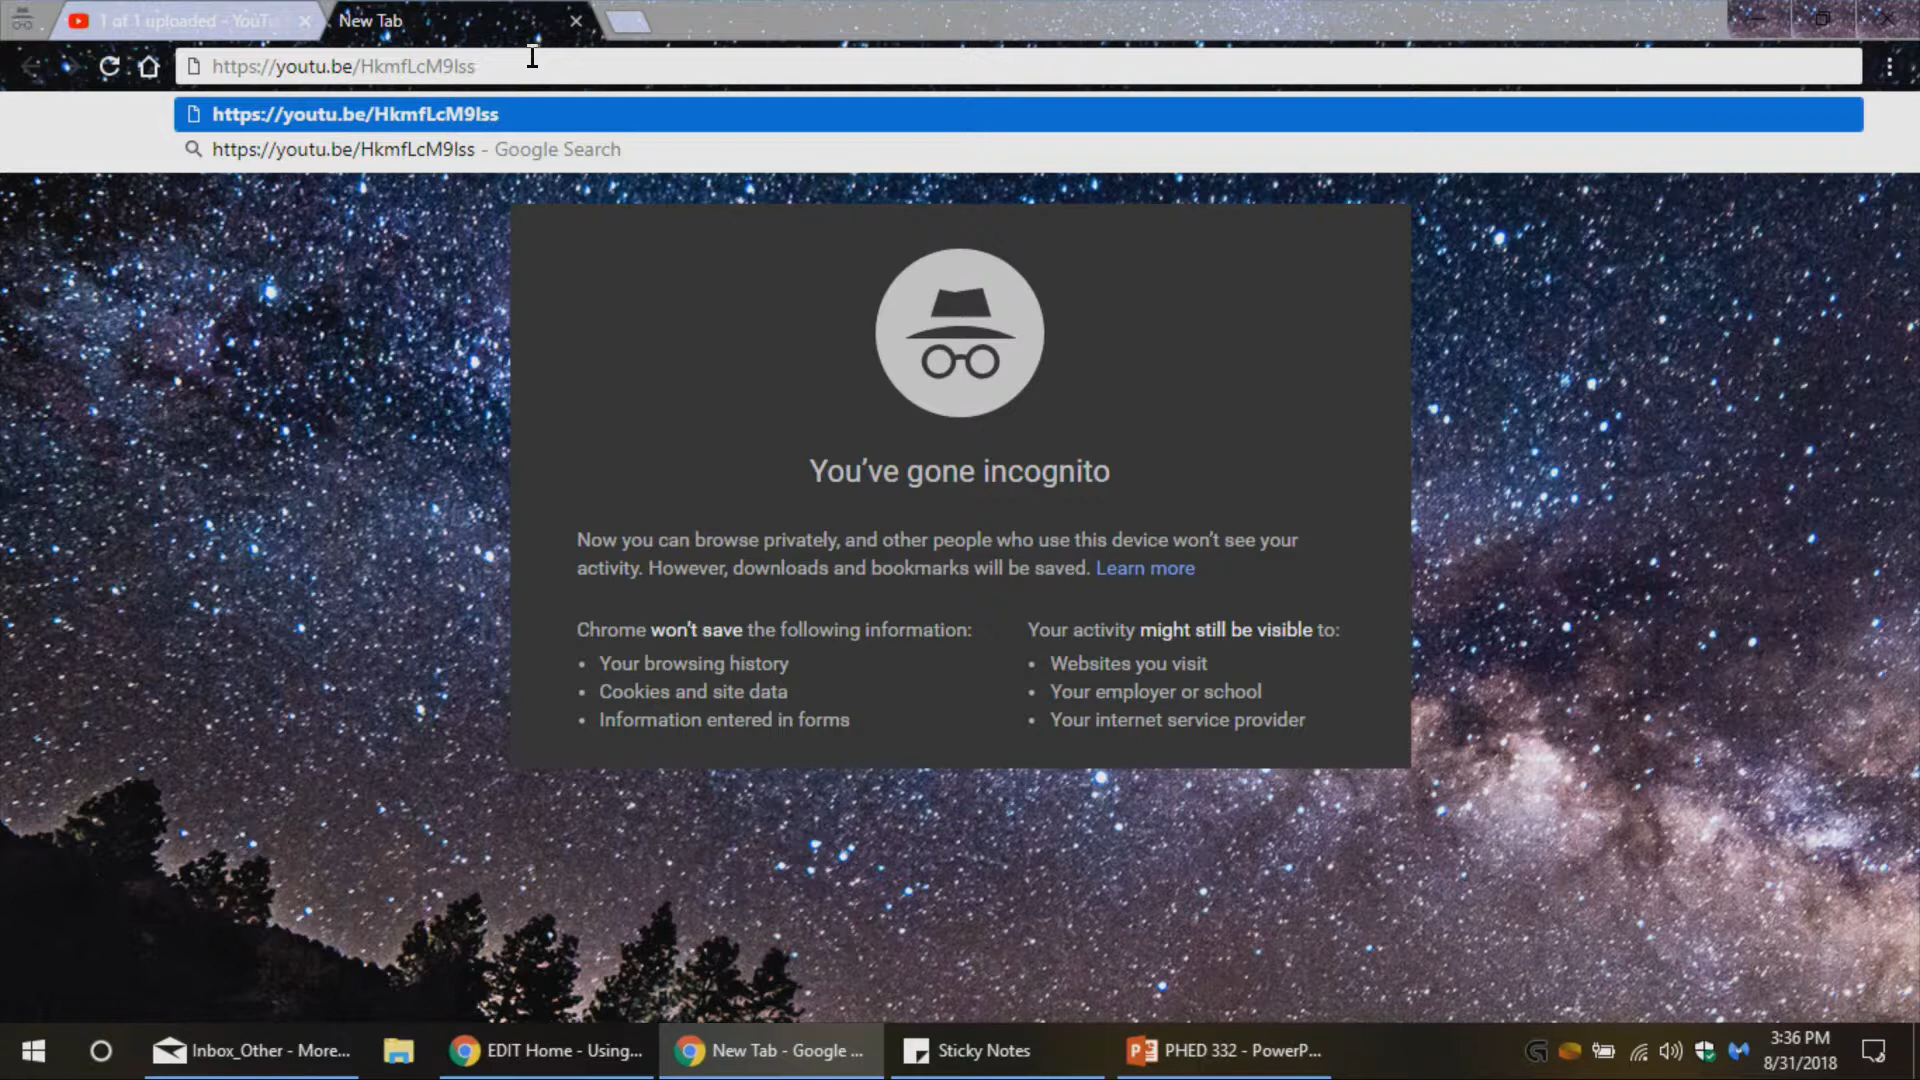 1 of 1 uploaded - YouTu
New Tab
https://youtu.be/HkmfLcM9lss
https://youtu.be/HkmfLcM9lss
https://youtu.be/HkmfLcM9lss - Google Search
You've gone incognito
Now you can browse privately, and other people who use this device won't see your
activity. However, downloads and bookmarks will be saved. Learn more
Chrome won't save the following information:
• Your browsing history
• Cookies and site data
• Information entered in forms
Your activity might still be visible to:
• Websites you visit
• Your employer or school
• Your internet service provider
Inbox_Other - More...
EDIT Home - Using...
New Tab - Google ...
Sticky Notes
PHED 332 - PowerP...
3:36 PM
8/31/2018